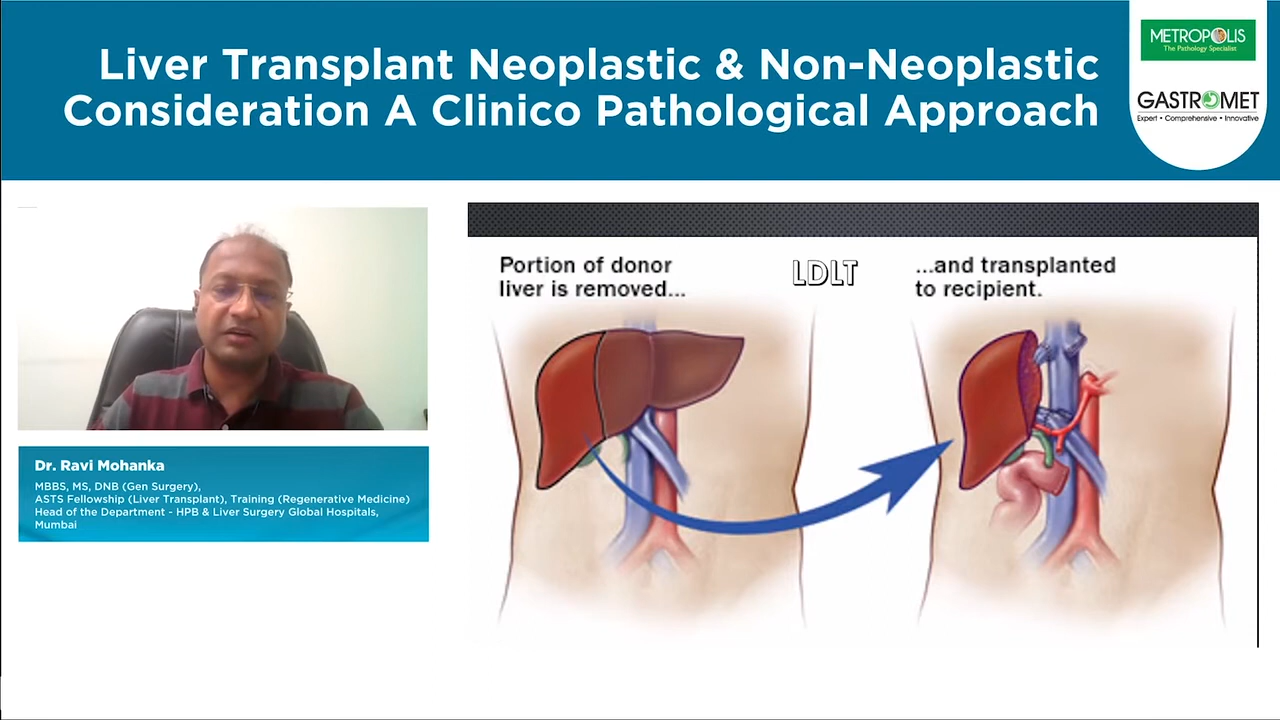 Liver Transplant Neoplastic & Non-Neoplastic
Consideration A Clinico Pathological Approach
METROPOLIS
The Pathology Specialist
GASTROMET
Expert • Comprehensive • Innovative
Portion of donor
liver is removed...
LDLT
...and transplanted
to recipient.
Dr. Ravi Mohanka
MBBS, MS, DNB (Gen Surgery),
ASTS Fellowship (Liver Transplant), Training (Regenerative Medicine)
Head of the Department - HPB & Liver Surgery Global Hospitals,
Mumbai